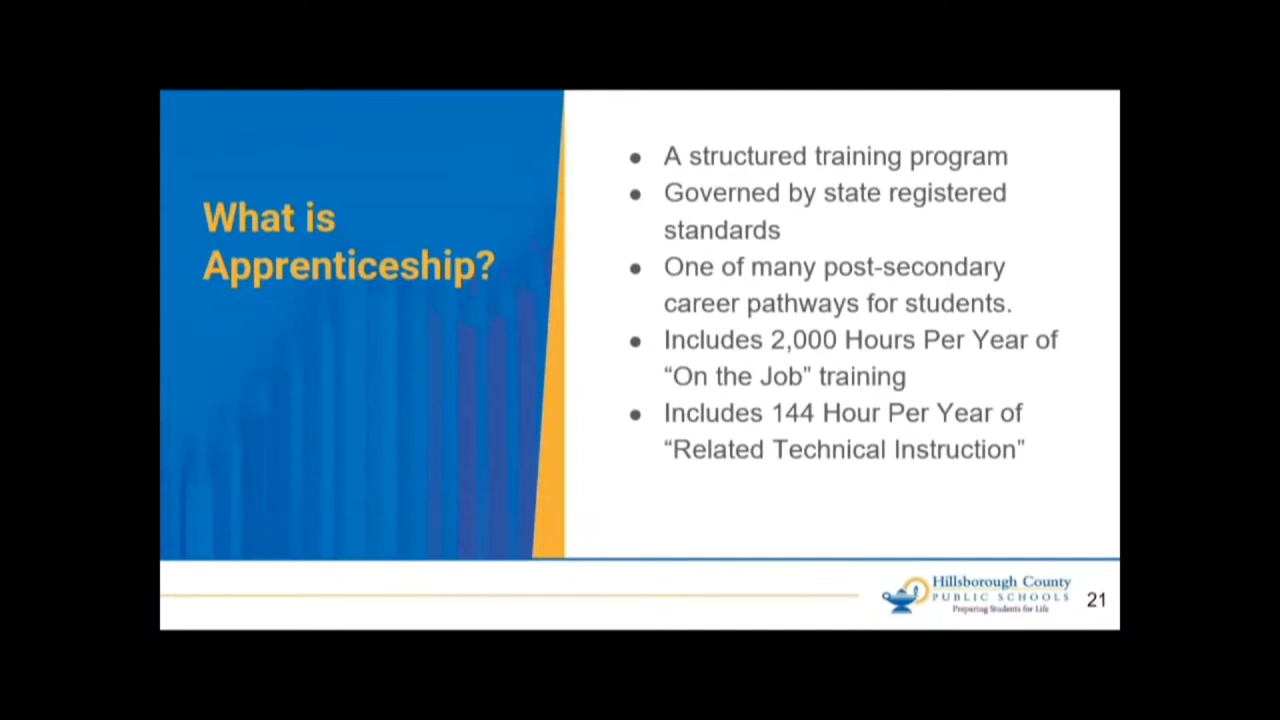 What is
Apprenticeship?
● A structured training program
● Governed by state registered
standards
● One of many post-secondary
career pathways for students.
● Includes 2,000 Hours Per Year of
“On the Job” training
● Includes 144 Hour Per Year of
“Related Technical Instruction”
Hillsborough County
PUBLIC SCHOOLS
Preparing Students for Life
21